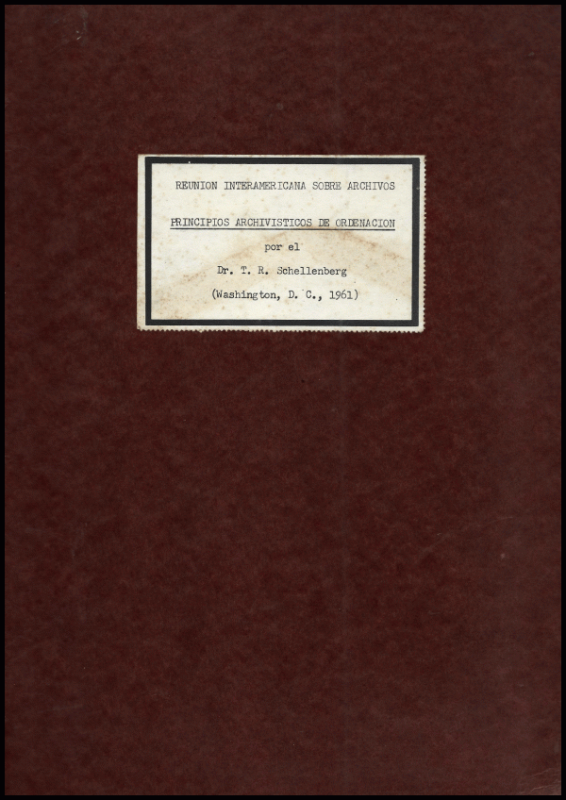 REUNION INTERAMERICANA SOBRE ARCHIVOS
PRINCIPIOS ARCHIVISTICOS DE ORDENACION
por el
Dr. T. R. Schellenberg
(Washington, D. C., 1961)